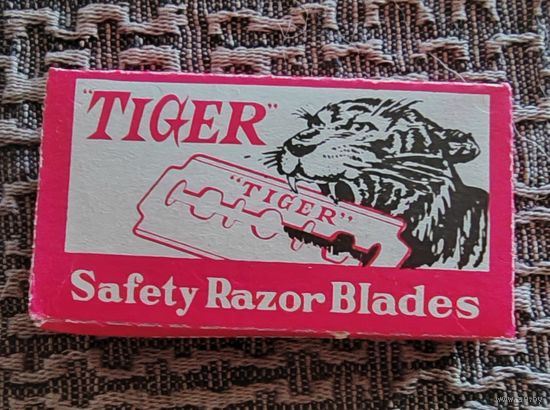 "TIGER"
"TIGER"
Safety Razor Blades